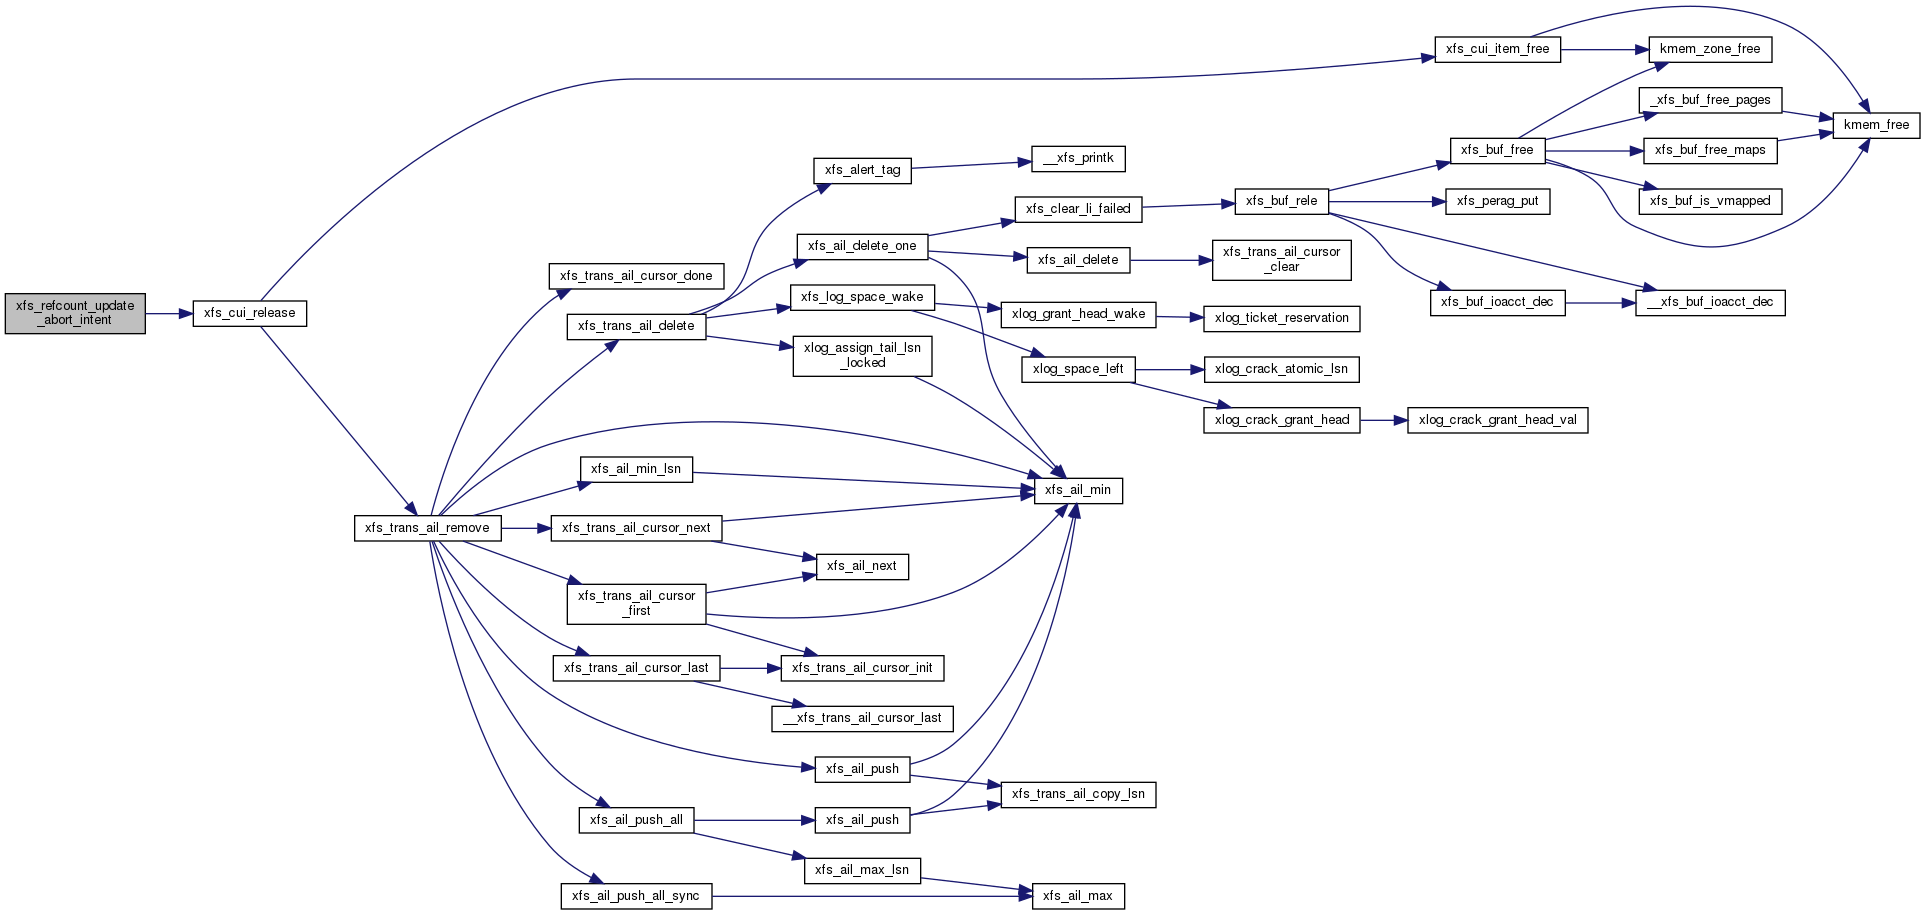 xfs_refcount_update
_abort_intent
xfs_cui_release
xfs_cui_item_free
kmem_zone_free
kmem_free
_xfs_buf_free_pages
xfs_buf_free
xfs_buf_free_maps
xfs_buf_is_vmapped
xfs_alert_tag
__xfs_printk
xfs_clear_li_failed
xfs_buf_rele
xfs_perag_put
xfs_ail_delete_one
xfs_ail_delete
xfs_trans_ail_cursor
_clear
xfs_trans_ail_cursor_done
xfs_log_space_wake
xfs_buf_ioacct_dec
__xfs_buf_ioacct_dec
xfs_trans_ail_delete
xlog_grant_head_wake
xlog_ticket_reservation
xlog_assign_tail_lsn
_locked
xlog_space_left
xlog_crack_atomic_lsn
xlog_crack_grant_head
xlog_crack_grant_head_val
xfs_ail_min_lsn
xfs_ail_min
xfs_trans_ail_remove
xfs_trans_ail_cursor_next
xfs_ail_next
xfs_trans_ail_cursor
_first
xfs_trans_ail_cursor_last
xfs_trans_ail_cursor_init
__xfs_trans_ail_cursor_last
xfs_ail_push
xfs_trans_ail_copy_lsn
xfs_ail_push_all
xfs_ail_push
xfs_ail_max_lsn
xfs_ail_push_all_sync
xfs_ail_max